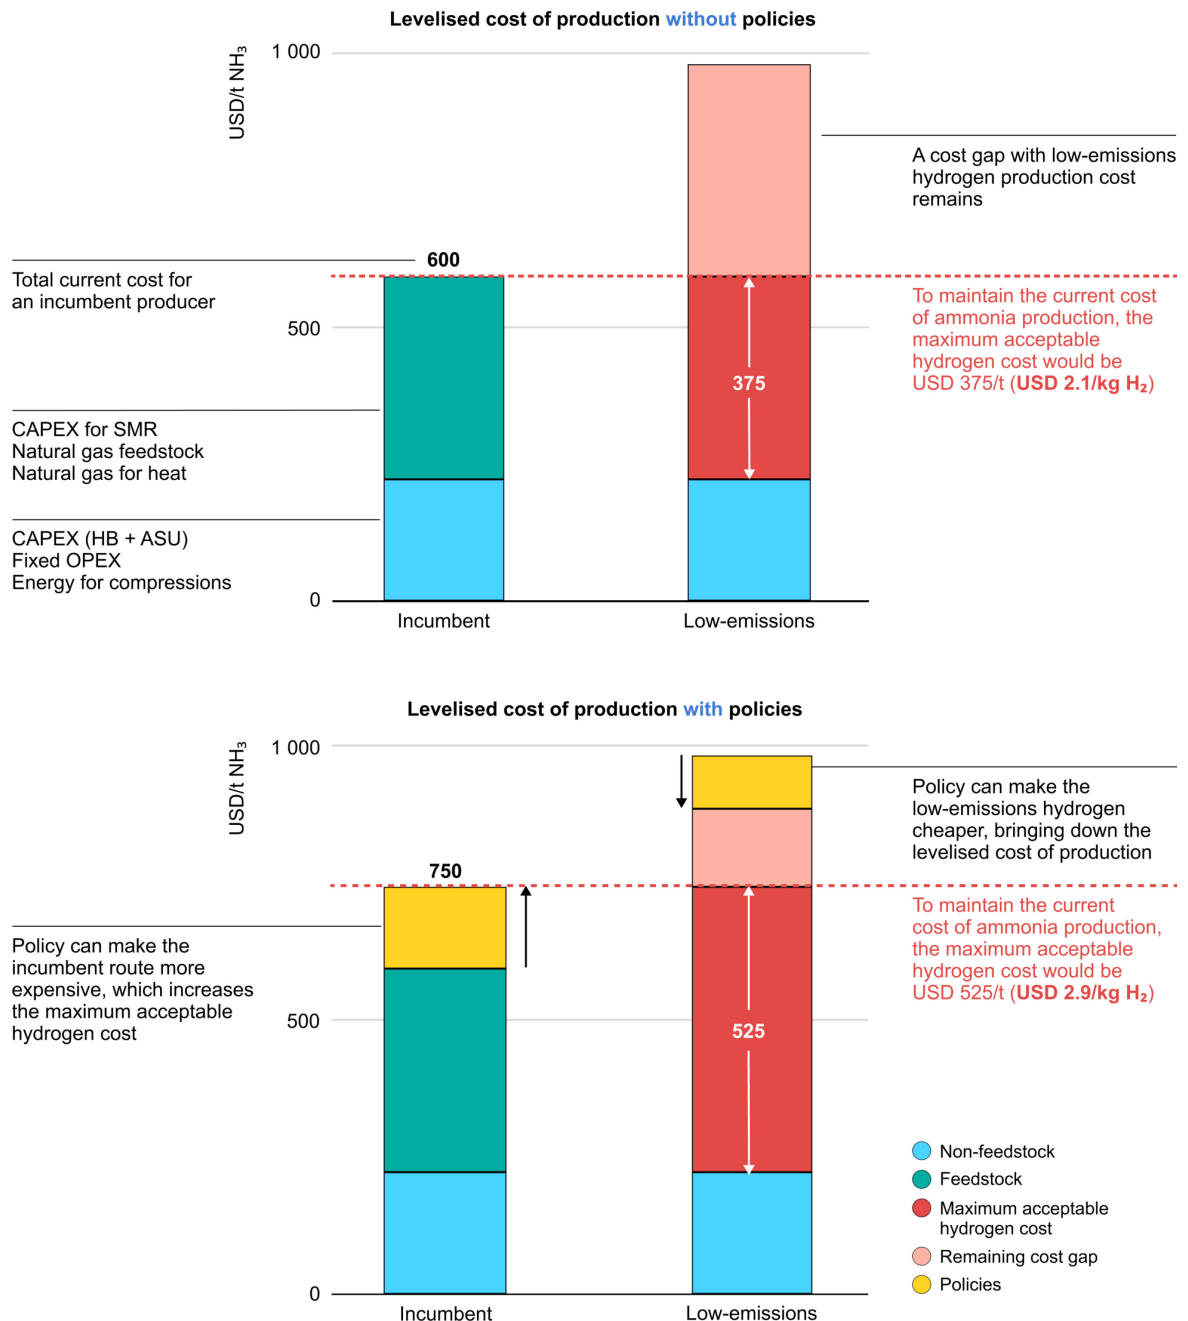 Levelised cost of production without policies
USD/t NH₃
1 000
500
0
600
375
Incumbent
Low-emissions
Total current cost for
an incumbent producer
CAPEX for SMR
Natural gas feedstock
Natural gas for heat
CAPEX (HB + ASU)
Fixed OPEX
Energy for compressions
A cost gap with low-emissions
hydrogen production cost
remains
To maintain the current cost
of ammonia production, the
maximum acceptable
hydrogen cost would be
USD 375/t (USD 2.1/kg H₂)
Levelised cost of production with policies
USD/t NH₃
1 000
500
0
750
525
Incumbent
Low-emissions
Policy can make the
incumbent route more
expensive, which increases
the maximum acceptable
hydrogen cost
Policy can make the
low-emissions hydrogen
cheaper, bringing down the
levelised cost of production
To maintain the current
cost of ammonia production,
the maximum acceptable
hydrogen cost would be
USD 525/t (USD 2.9/kg H₂)
Non-feedstock
Feedstock
Maximum acceptable
hydrogen cost
Remaining cost gap
Policies